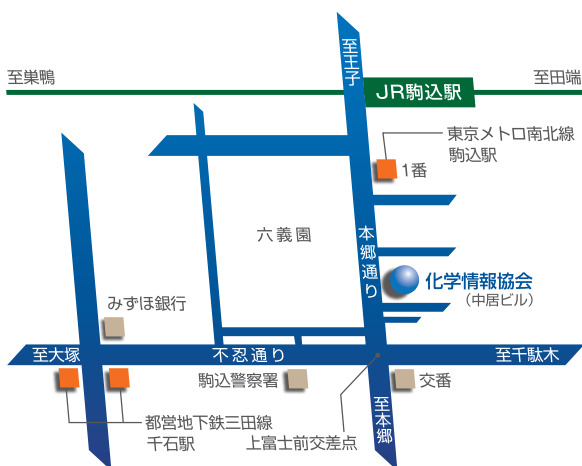 至王子
至巣鴨
JR駒込駅
至田端
東京メトロ南北線
駒込駅
1番
六義園
本郷通り
化学情報協会
(中居ビル)
みずほ銀行
至大塚
不忍通り
至千駄木
駒込警察署
交番
都営地下鉄三田線
千石駅
上富士前交差点
至本郷